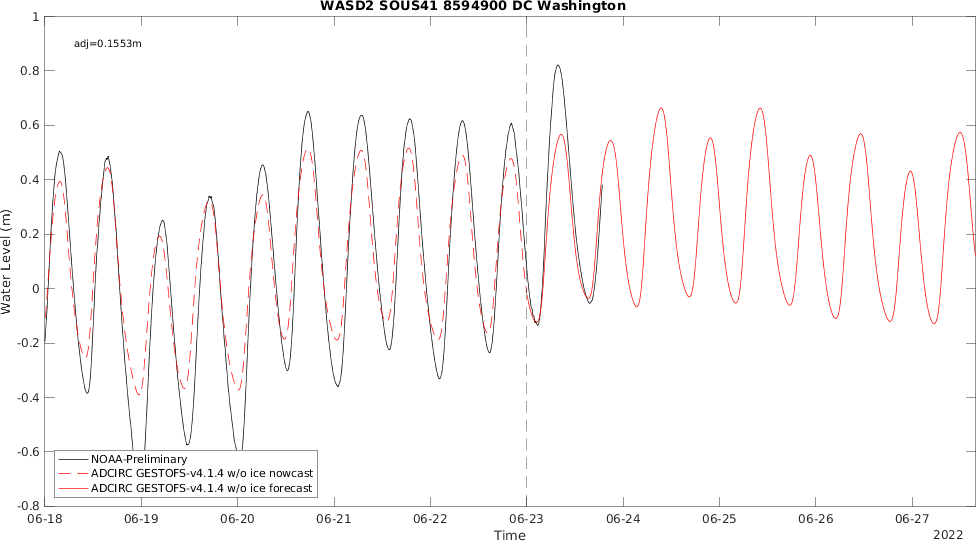 WASD2 SOUS41 8594900 DC Washington
1
adj=0.1553m
0.8
0.6
0.4
0.2
0
-0.2
-0.4
-0.6
-0.8
Water Level (m)
NOAA-Preliminary
ADCIRC GESTOFS-v4.1.4 w/o ice nowcast
ADCIRC GESTOFS-v4.1.4 w/o ice forecast
06-18 06-19 06-20 06-21 06-22 06-23 06-24 06-25 06-26 06-27
Time
2022